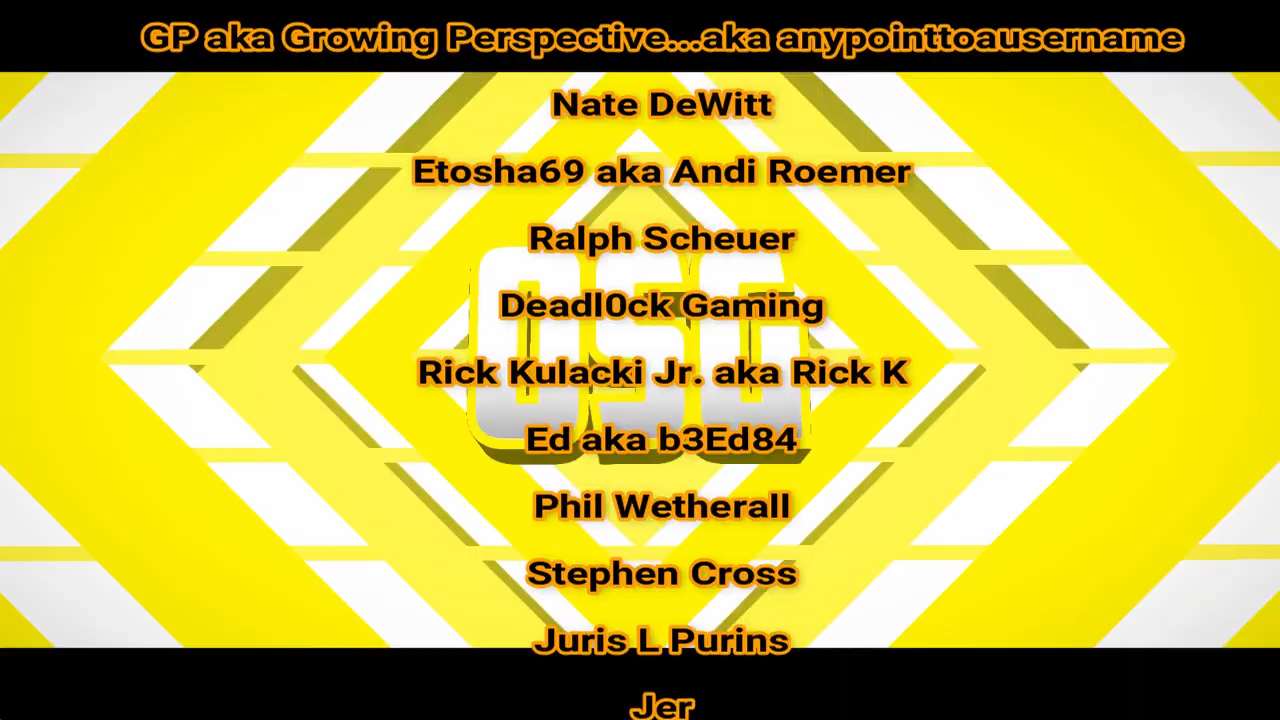 GP aka Growing Perspective...aka anypointtoausername
Nate DeWitt
Etosha69 aka Andi Roemer
Ralph Scheuer
OSG
Deadl0ck Gaming
Rick Kulacki Jr. aka Rick K
Ed aka b3Ed84
Phil Wetherall
Stephen Cross
Juris L Purins
Jer